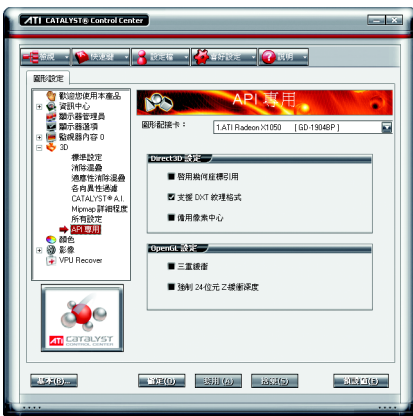 ATI CATALYST® Control Center
檢視
快速鍵
設定檔
喜好設定
說明
圖形設定
歡迎您使用本產品
資訊中心
顯示器管理員
顯示器選項
監視器內容 0
3D
標準設定
消除混疊
適應性消除混疊
各向異性過濾
CATALYST® A.I.
Mipmap 詳細程度
所有設定
API 專用
顏色
影像
VPU Recover
API 專用
圖形配接卡：
1.ATI Radeon X1050 [ GD-1904BP ]
Direct3D 設定
啓用幾何座標引用
支援 DXT 紋理格式
備用像素中心
OpenGL 設定
三重緩衝
強制 24-位元 Z-緩衝深度
ATI CATALYST
CONTROL CENTER
基本(B)...
確定(O)
套用 (A)
預設值(D)